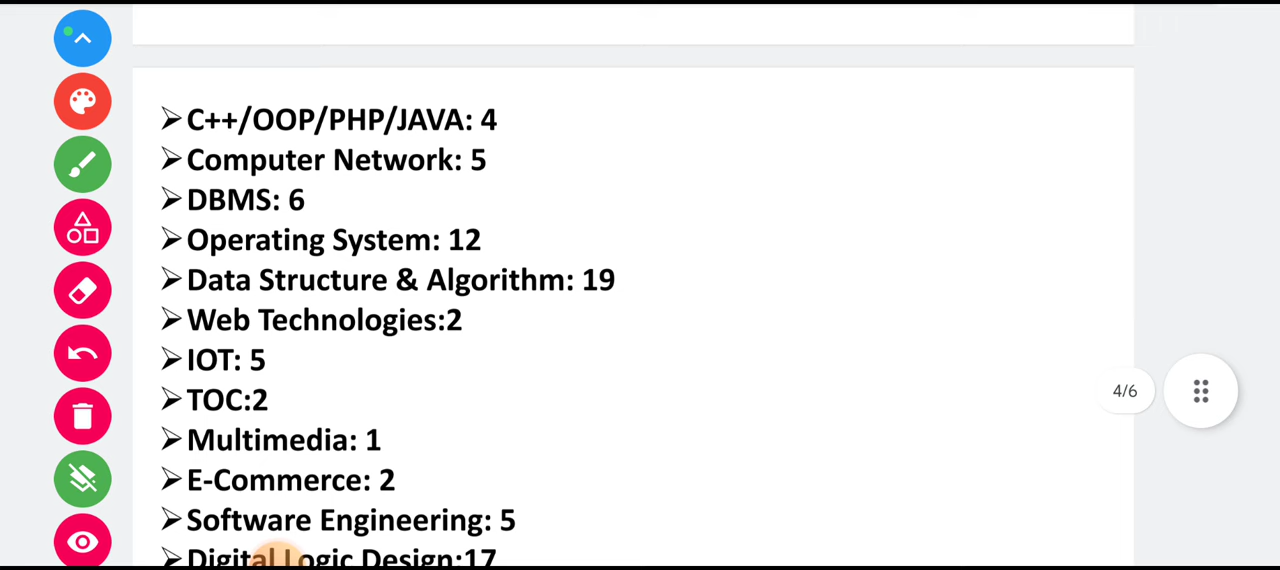 ➢C++/OOP/PHP/JAVA: 4
➢Computer Network: 5
➢DBMS: 6
➢Operating System: 12
➢Data Structure & Algorithm: 19
➢Web Technologies:2
➢IOT: 5
➢TOC:2
4/6
➢Multimedia: 1
➢E-Commerce: 2
➢Software Engineering: 5
➢Digital Logic Design:17